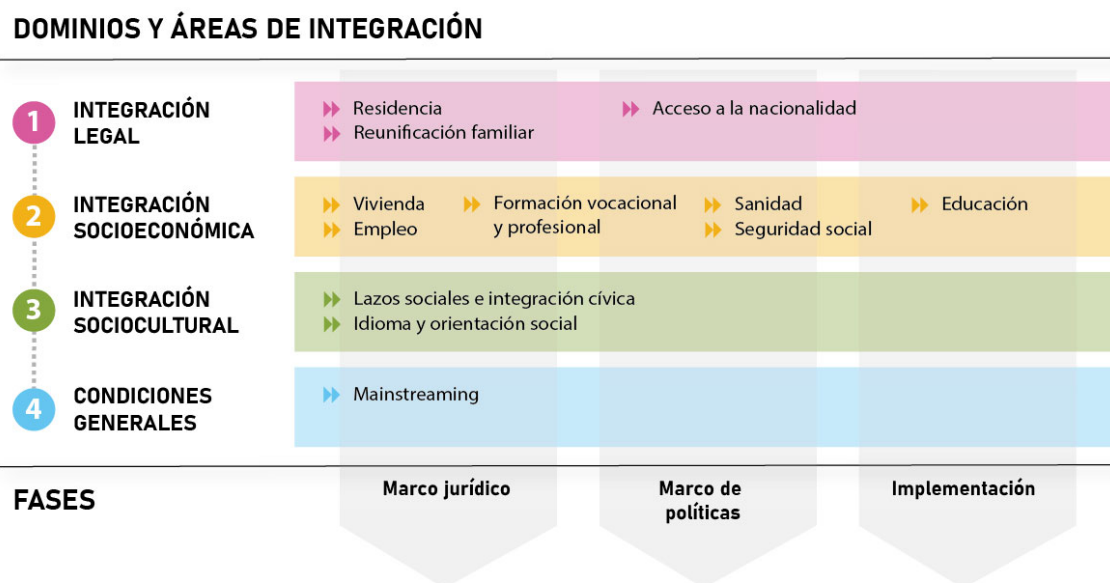 DOMINIOS Y ÁREAS DE INTEGRACIÓN
1
INTEGRACIÓN
LEGAL
Residencia
Reunificación familiar
Acceso a la nacionalidad
2
INTEGRACIÓN
SOCIOECONÓMICA
Vivienda
Empleo
Formación vocacional
y profesional
Sanidad
Seguridad social
Educación
3
INTEGRACIÓN
SOCIOCULTURAL
Lazos sociales e integración cívica
Idioma y orientación social
4
CONDICIONES
GENERALES
Mainstreaming
FASES
Marco jurídico
Marco de
políticas
Implementación